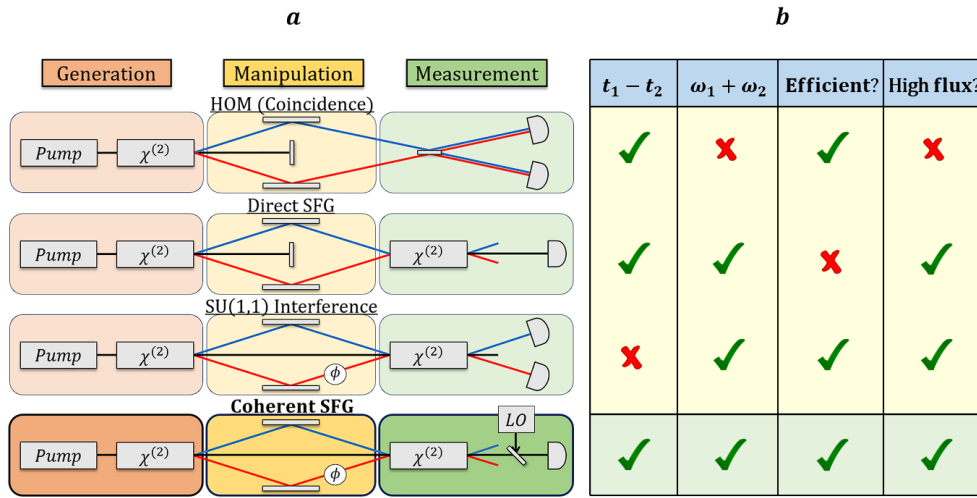 a
b
Generation
Manipulation
Measurement
t₁ − t₂
ω₁ + ω₂
Efficient?
High flux?
HOM (Coincidence)
Pump
χ⁽²⁾
Direct SFG
Pump
χ⁽²⁾
χ⁽²⁾
SU(1,1) Interference
Pump
χ⁽²⁾
ϕ
χ⁽²⁾
Coherent SFG
Pump
χ⁽²⁾
ϕ
χ⁽²⁾
LO